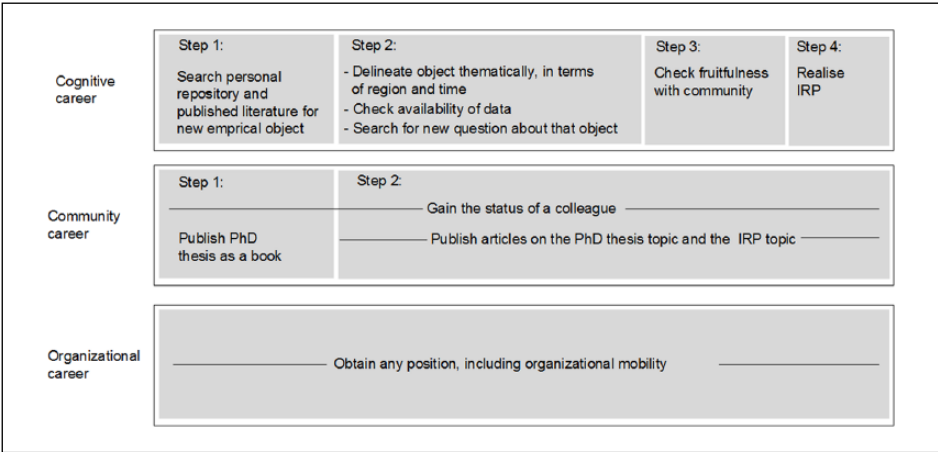 Cognitive
career
Step 1:
Search personal
repository and
published literature for
new emprical object
Step 2:
- Delineate object thematically, in terms
of region and time
- Check availability of data
- Search for new question about that object
Step 3:
Check fruitfulness
with community
Step 4:
Realise
IRP
Community
career
Step 1:
Step 2:
Gain the status of a colleague
Publish PhD
thesis as a book
Publish articles on the PhD thesis topic and the IRP topic
Organizational
career
Obtain any position, including organizational mobility